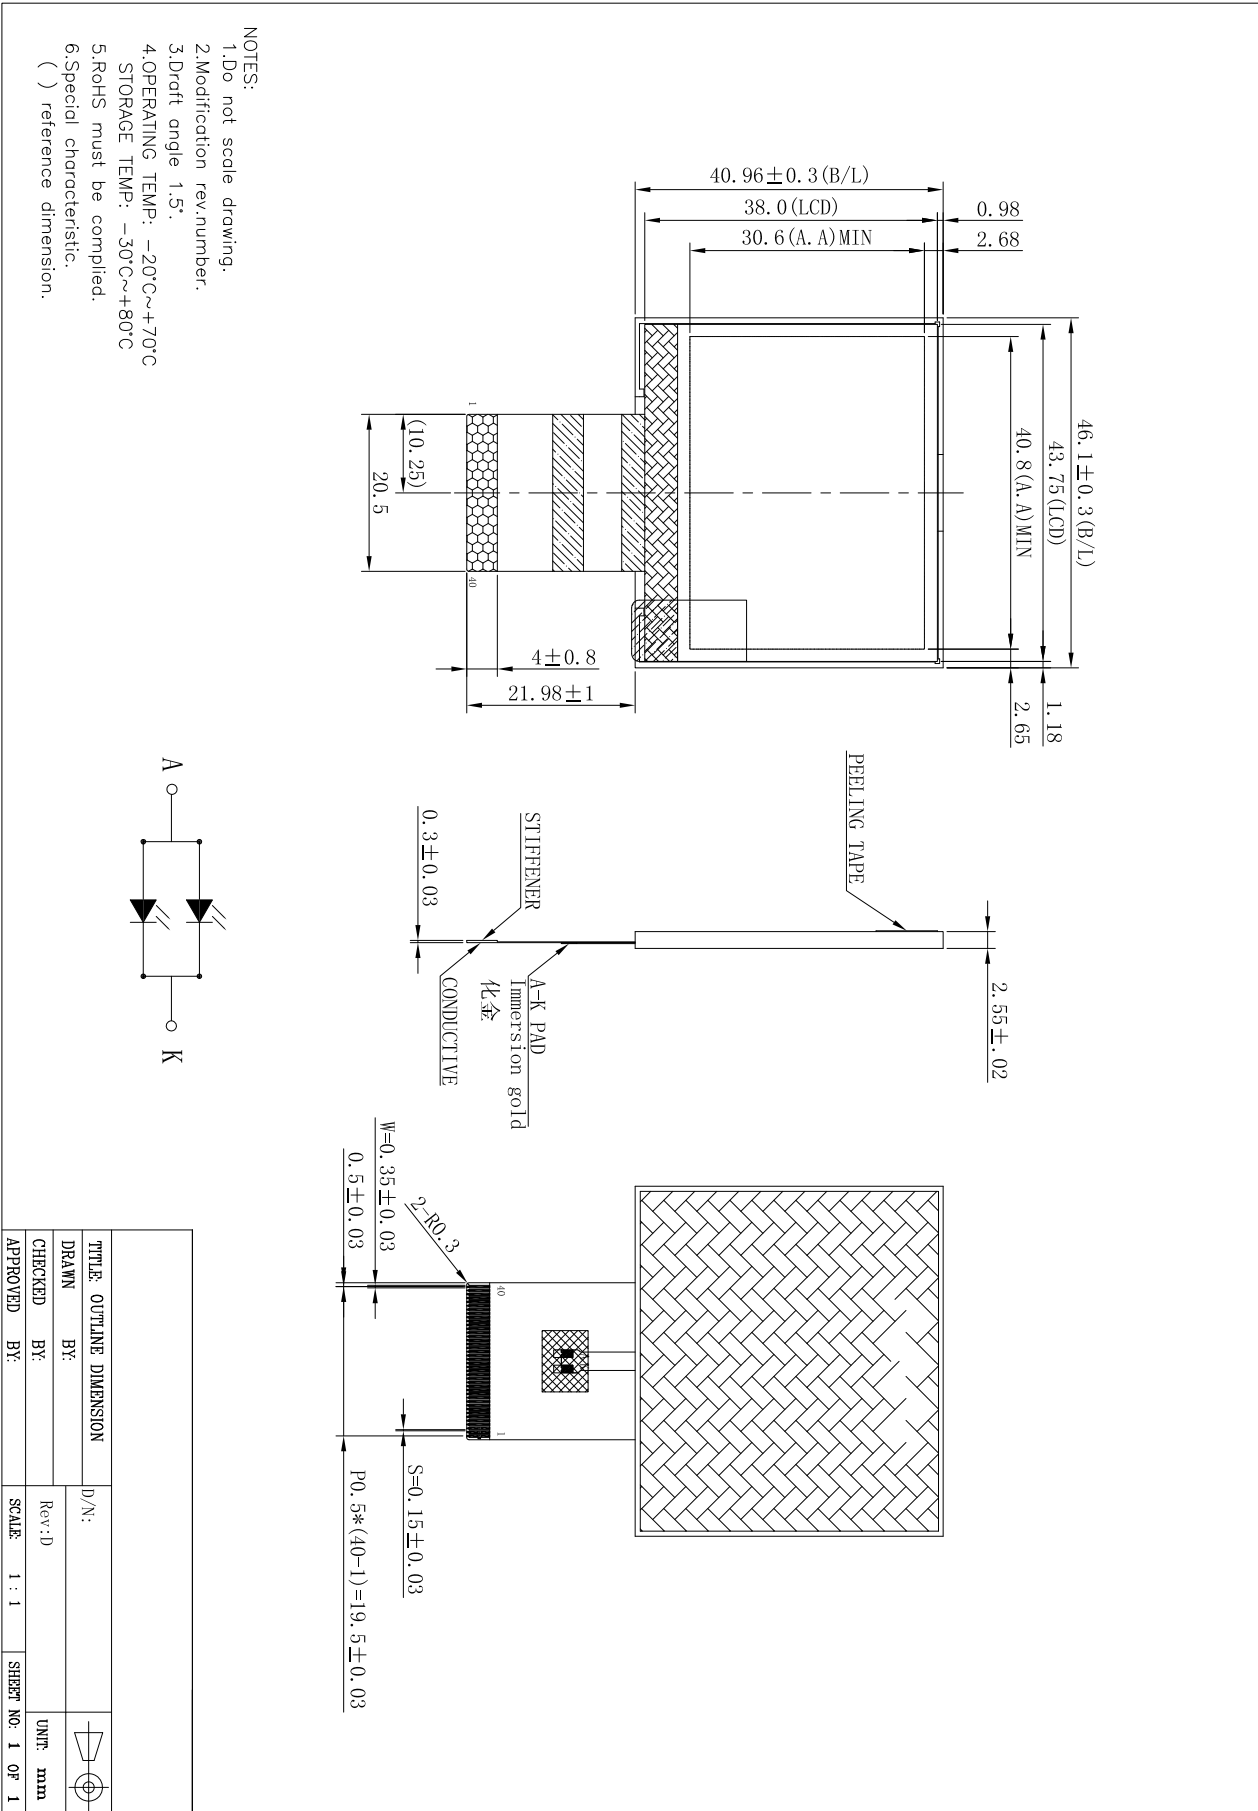 46.1±0.3(B/L)
43.75(LCD)
40.8(A.A)MIN
1.18
2.65
40.96±0.3(B/L)
38.0(LCD)
30.6(A.A)MIN
0.98
2.68
1
40
(10.25)
20.5
4±0.8
21.98±1
PEELING TAPE
2.55±.02
STIFFENER
0.3±0.03
A-K PAD
Immersion gold
化金
CONDUCTIVE
2-R0.3
W=0.35±0.03
0.5±0.03
40
1
S=0.15±0.03
P0.5*(40-1)=19.5±0.03
A
K
NOTES:
1.Do not scale drawing.
2.Modification rev.number.
3.Draft angle 1.5°.
4.OPERATING TEMP: -20°C~+70°C
STORAGE TEMP: -30°C~+80°C
5.RoHS must be complied.
6.Special characteristic.
( ) reference dimension.
TITLE: OUTLINE DIMENSION
D/N:
DRAWN BY:
CHECKED BY:
Rev:D
UNIT: mm
APPROVED BY:
SCALE: 1 : 1
SHEET NO: 1 OF 1